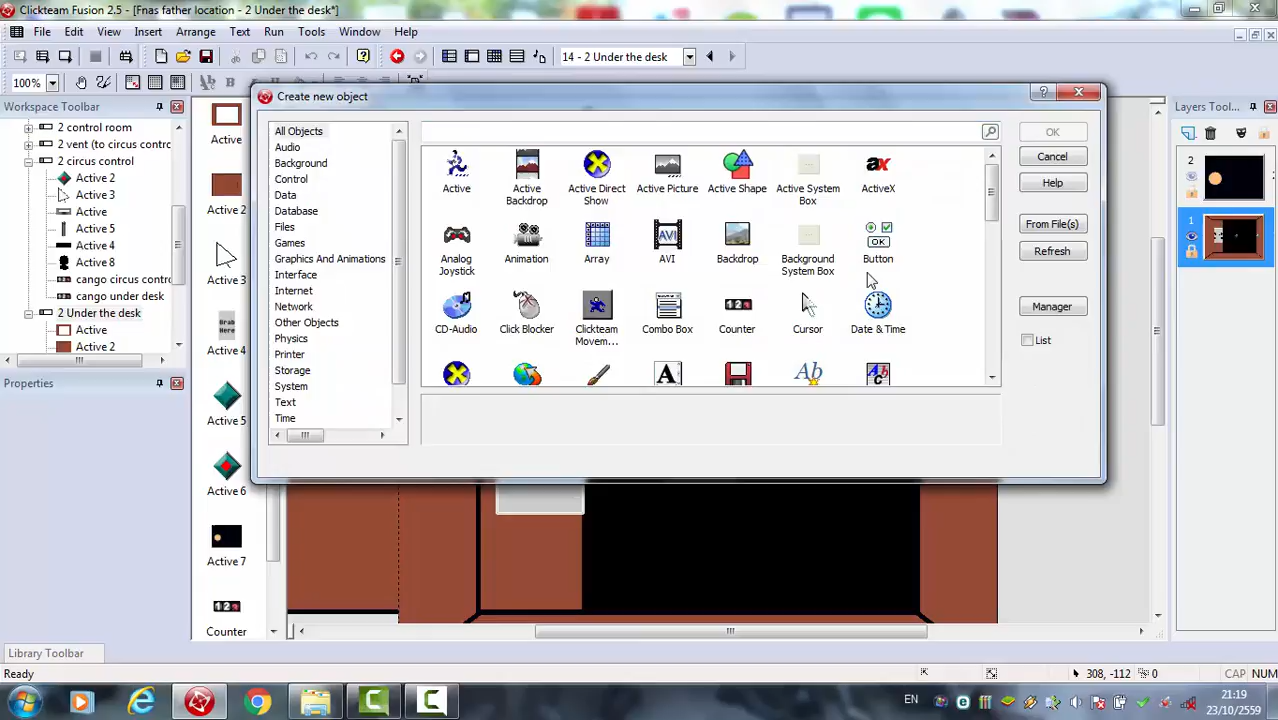 Clickteam Fusion 2.5 - [Fnas father location - 2 Under the desk*]
File Edit View Insert Arrange Text Run Tools Window Help
14 - 2 Under the desk
100%
Workspace Toolbar
2 control room
2 vent (to circus contrc
2 circus control
Active 2
Active 3
Active
Active 5
Active 4
Active 8
cango circus contro
cango under desk
2 Under the desk
Active
Active 2
Properties
Library Toolbar
Ready
Active
Active 2
Active 3
Grab
Here
Active 4
Active 5
Active 6
Active 7
Counter
Create new object
All Objects
Audio
Background
Control
Data
Database
Files
Games
Graphics And Animations
Interface
Internet
Network
Other Objects
Physics
Printer
Storage
System
Text
Time
Active
Active Backdrop
Active Direct Show
Active Picture
Active Shape
Active System Box
ActiveX
Analog Joystick
Animation
Array
AVI
Backdrop
Background System Box
Button
CD-Audio
Click Blocker
Clickteam Movem...
Combo Box
Counter
Cursor
Date & Time
OK
Cancel
Help
From File(s)
Refresh
Manager
List
Layers Tool...
2
1
308, -112
0
CAP NUM
EN
21:19
23/10/2559